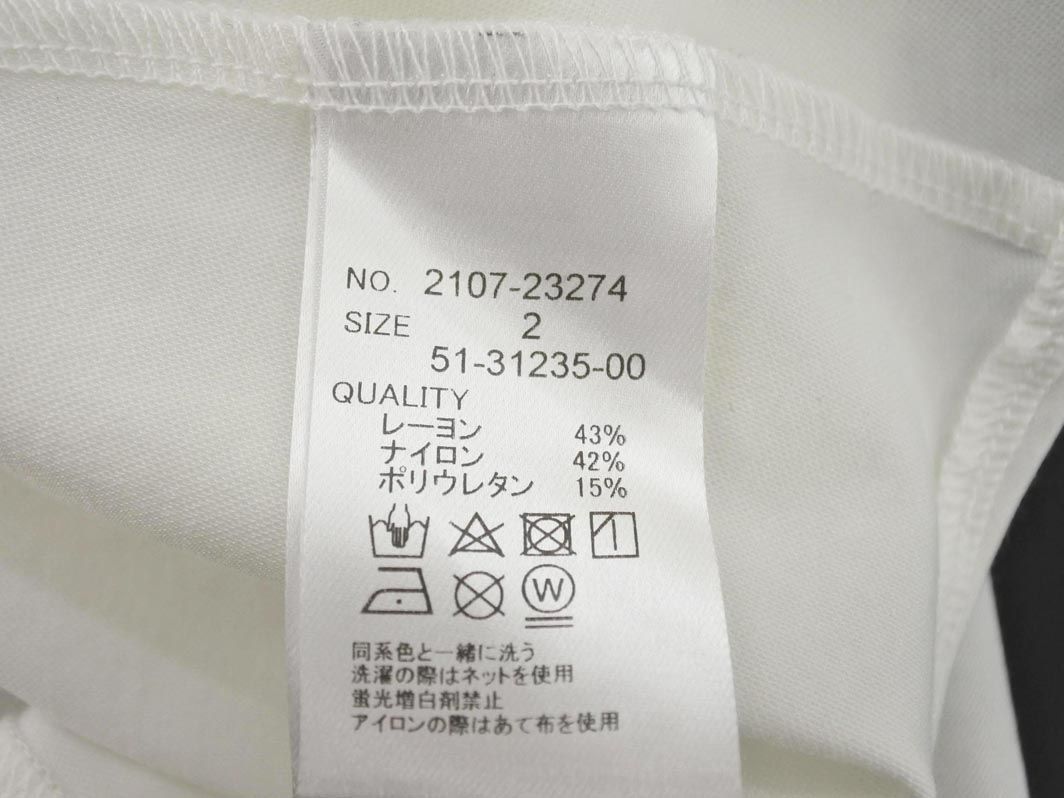 NO. 2107-23274
SIZE 2
51-31235-00
QUALITY
レーヨン 43%
ナイロン 42%
ポリウレタン 15%
W
同系色と一緒に洗う
洗濯の際はネットを使用
蛍光増白剤禁止
アイロンの際はあて布を使用